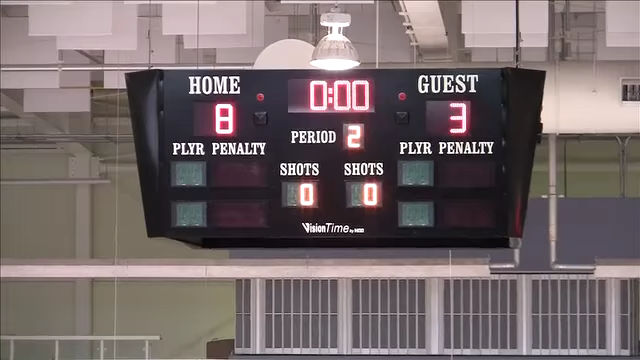 HOME 0:00 GUEST
8 3
PERIOD 2
PLYR PENALTY PLYR PENALTY
SHOTS SHOTS
0 0
VisionTime